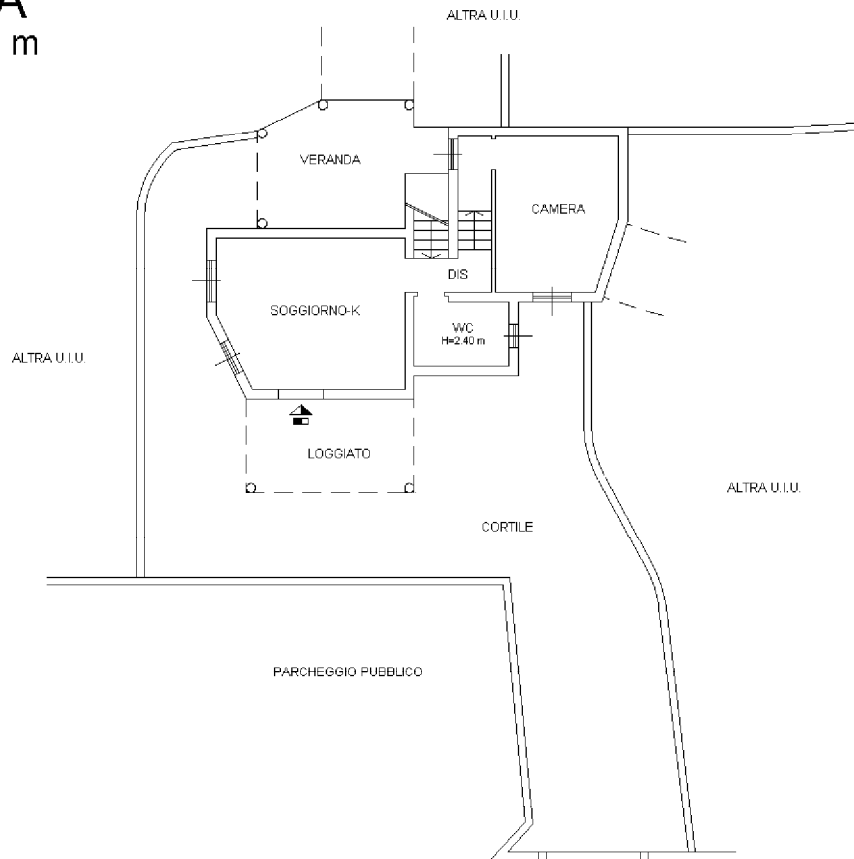 A
m
ALTRA U.I.U.
VERANDA
CAMERA
DIS
SOGGIORNO-K
WC
H=2.40 m
ALTRA U.I.U.
LOGGIATO
ALTRA U.I.U.
CORTILE
PARCHEGGIO PUBBLICO